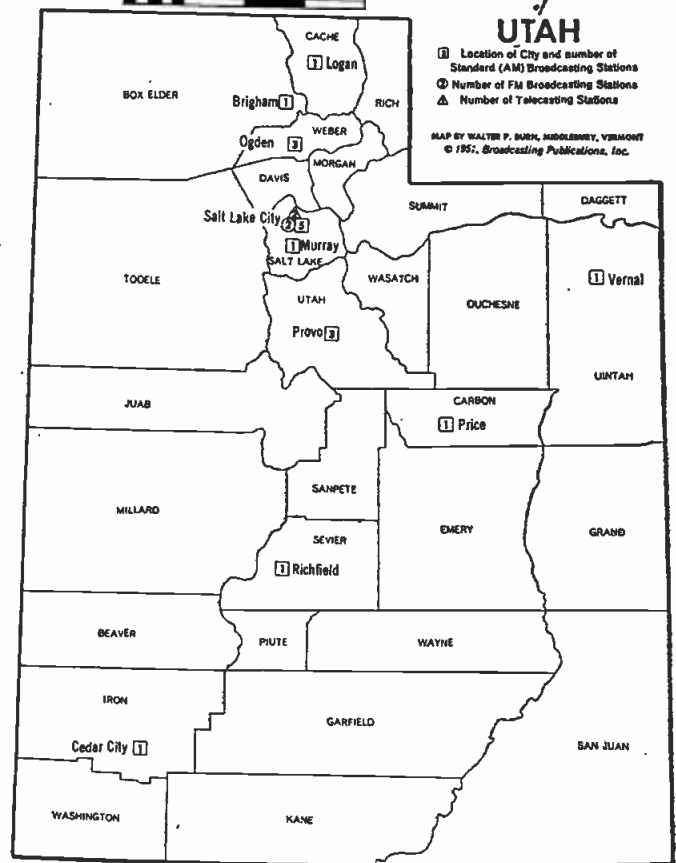 of
UTAH
3 Location of City and number of
Standard (AM) Broadcasting Stations
2 Number of FM Broadcasting Stations
Number of Telecasting Stations
MAP BY WALTER P. BURN, MIDDLEBURY, VERMONT
Broadcasting Publications, Inc.
CACHE
1 Logan
BOX ELDER
Brigham 1
RICH
WEBER
Ogden 3
MORGAN
DAVIS
SUMMIT
DAGGETT
Salt Lake City
2 5
1 Murray
SALT LAKE
WASATCH
TOOELE
1 Vernal
UTAH
DUCHESNE
Provo 3
UINTAH
JUAB
CARBON
1 Price
SANPETE
MILLARD
EMERY
GRAND
SEVIER
1 Richfield
BEAVER
PIUTE
WAYNE
IRON
GARFIELD
Cedar City 1
SAN JUAN
WASHINGTON
KANE